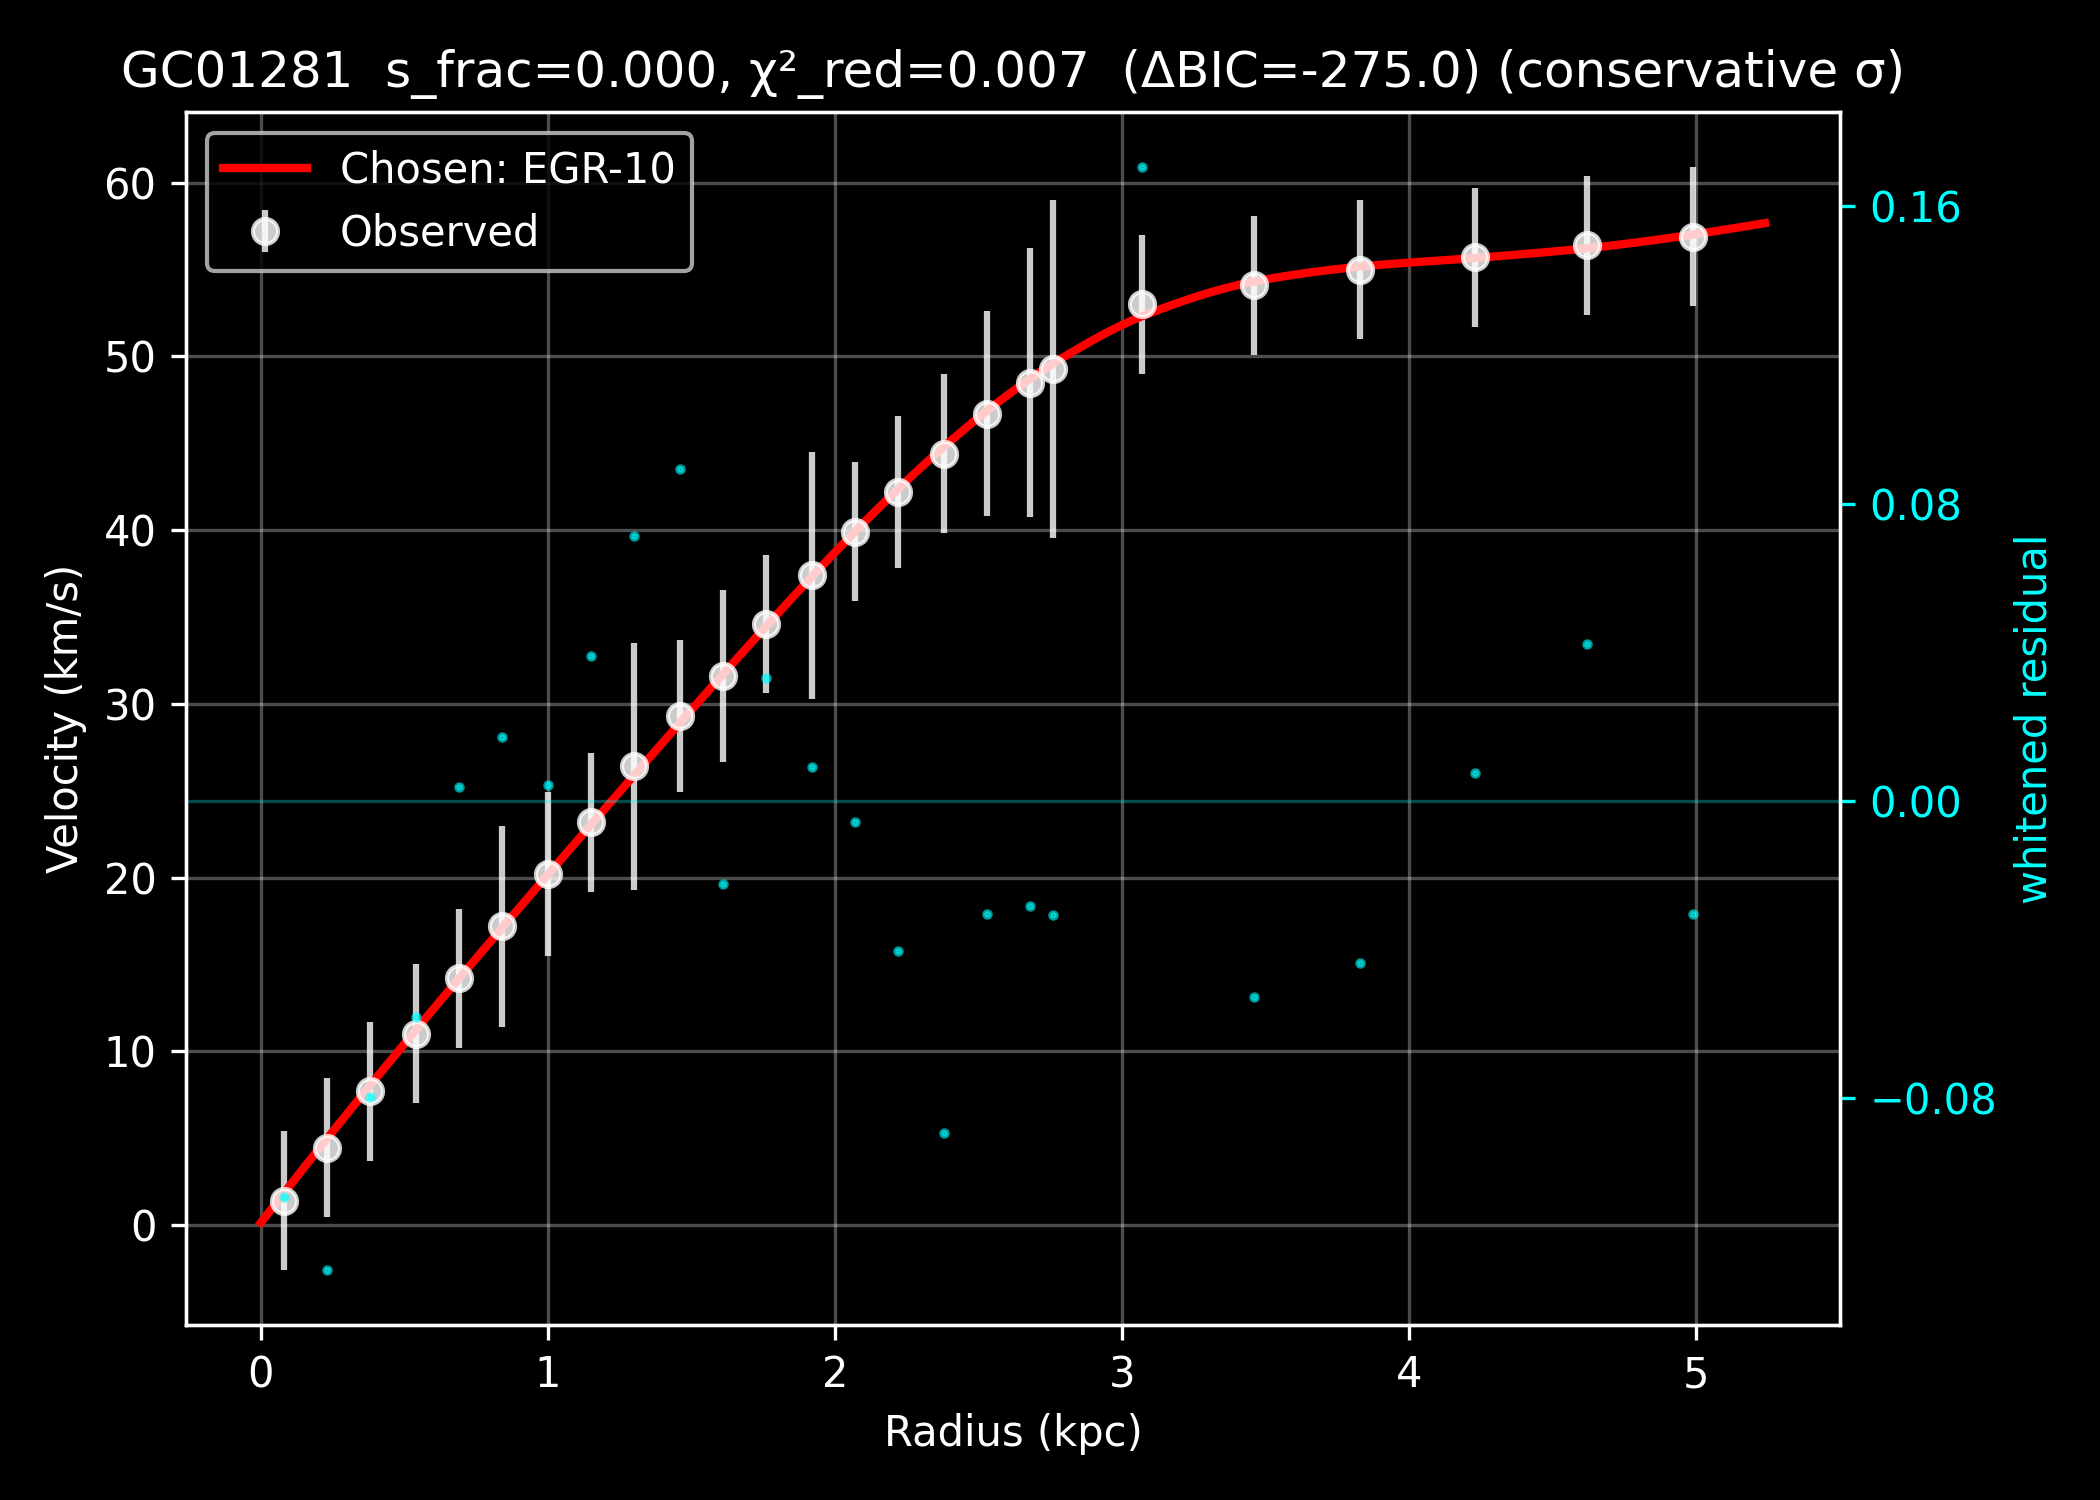 GC01281  s_frac=0.000, χ²_red=0.007  (ΔBIC=-275.0) (conservative σ)
Chosen: EGR-10
Observed
60
50
40
30
20
10
0
Velocity (km/s)
0.16
0.08
0.00
−0.08
whitened residual
0 1 2 3 4 5
Radius (kpc)